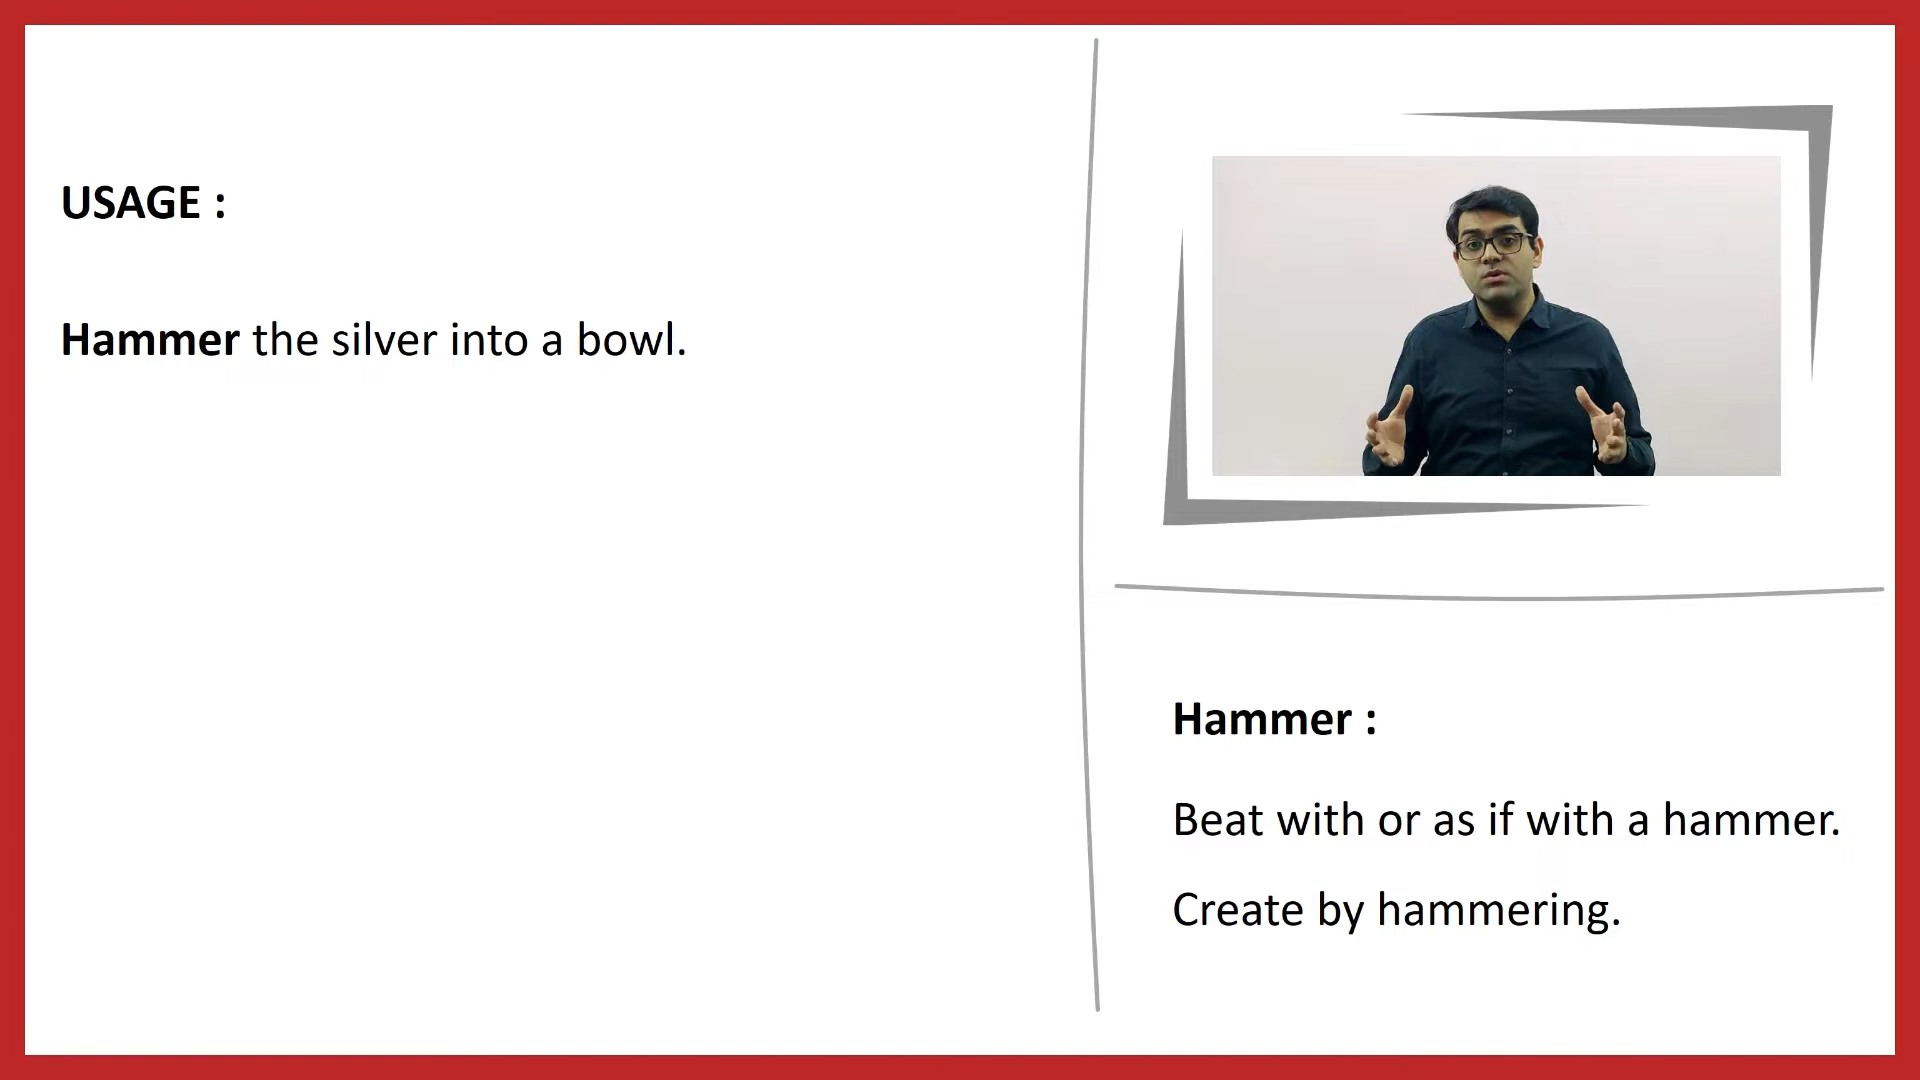 USAGE :
Hammer the silver into a bowl.
Hammer :
Beat with or as if with a hammer.
Create by hammering.